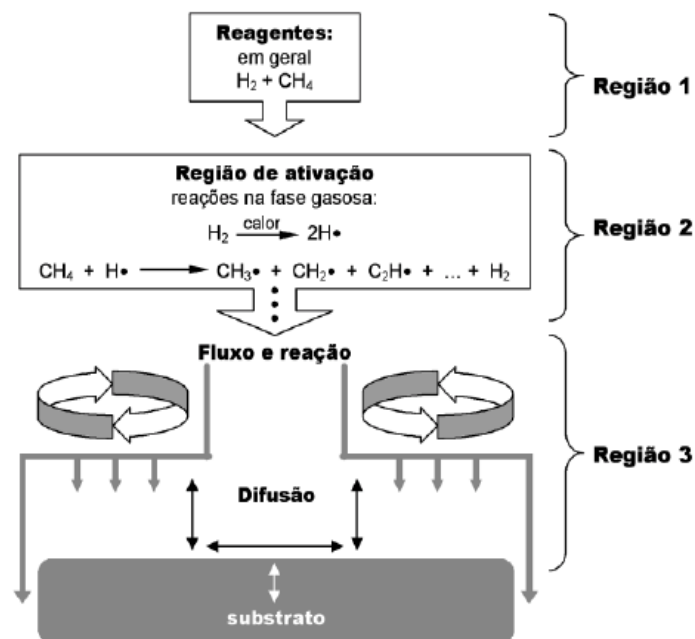 Reagentes:
em geral
H₂ + CH₄
Região 1
Região de ativação
reações na fase gasosa:
calor
H₂ ⟶ 2H•
Região 2
CH₄ + H• ⟶ CH₃• + CH₂• + C₂H• + ... + H₂
Fluxo e reação
Região 3
Difusão
substrato